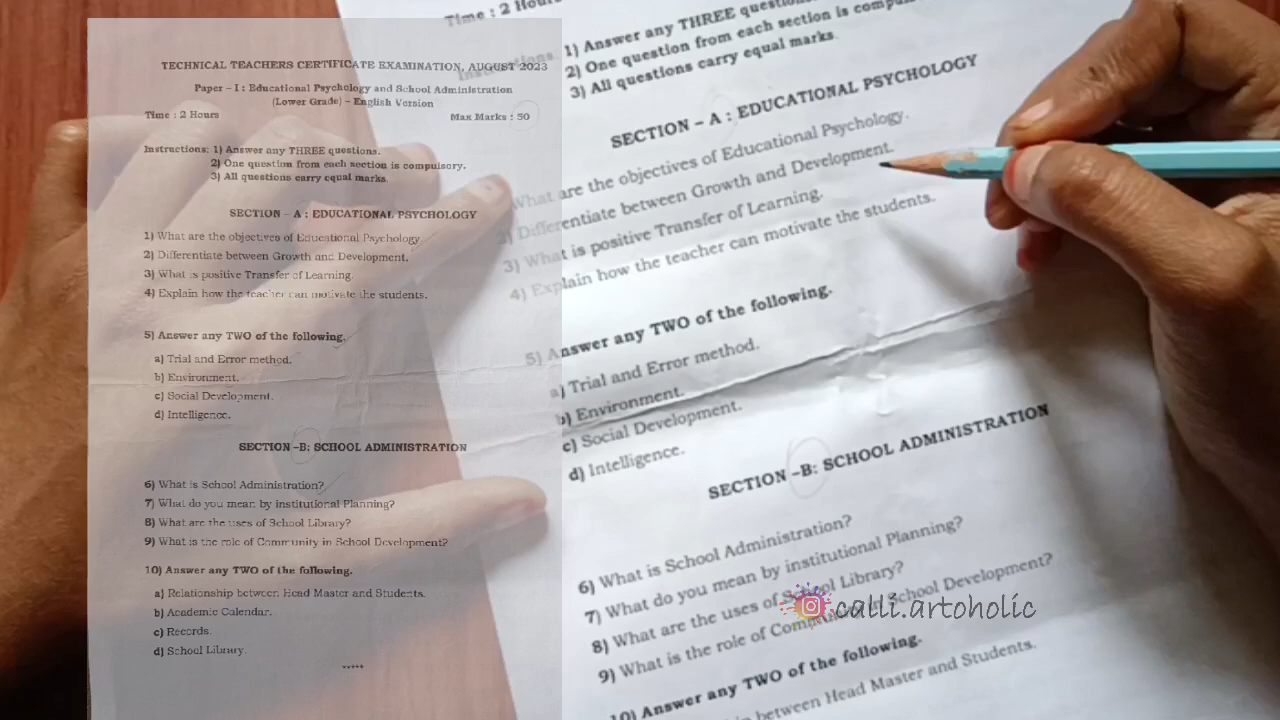 TECHNICAL TEACHERS CERTIFICATE EXAMINATION, AUGUST 2023
Paper - I : Educational Psychology and School Administration
(Lower Grade) - English Version
Time : 2 Hours
Max Marks : 50
Instructions: 1) Answer any THREE questions.
2) One question from each section is compulsory.
3) All questions carry equal marks.
SECTION - A : EDUCATIONAL PSYCHOLOGY
1) What are the objectives of Educational Psychology.
2) Differentiate between Growth and Development.
3) What is positive Transfer of Learning.
4) Explain how the teacher can motivate the students.
5) Answer any TWO of the following.
a) Trial and Error method.
b) Environment.
c) Social Development.
d) Intelligence.
SECTION -B: SCHOOL ADMINISTRATION
6) What is School Administration?
7) What do you mean by institutional Planning?
8) What are the uses of School Library?
9) What is the role of Community in School Development?
10) Answer any TWO of the following.
a) Relationship between Head Master and Students.
b) Academic Calendar.
c) Records.
d) School Library.
*****
Time : 2 Hours
Instructions: 1) Answer any THREE questions
2) One question from each section is
3) All questions carry equal marks.
SECTION - A : EDUCATIONAL PSYCHOLOGY
What are the objectives of Educational Psychology.
2) Differentiate between Growth and Development.
3) What is positive Transfer of Learning.
4) Explain how the teacher can motivate the students.
5) Answer any TWO of the following.
a) Trial and Error method.
b) Environment.
c) Social Development.
d) Intelligence.
SECTION -B: SCHOOL ADMINISTRATION
6) What is School Administration?
7) What do you mean by institutional Planning?
8) What are the uses of School Library?
9) What is the role of School Development?
calli.artoholic
10) Answer any TWO of the following.
between Head Master and Students.